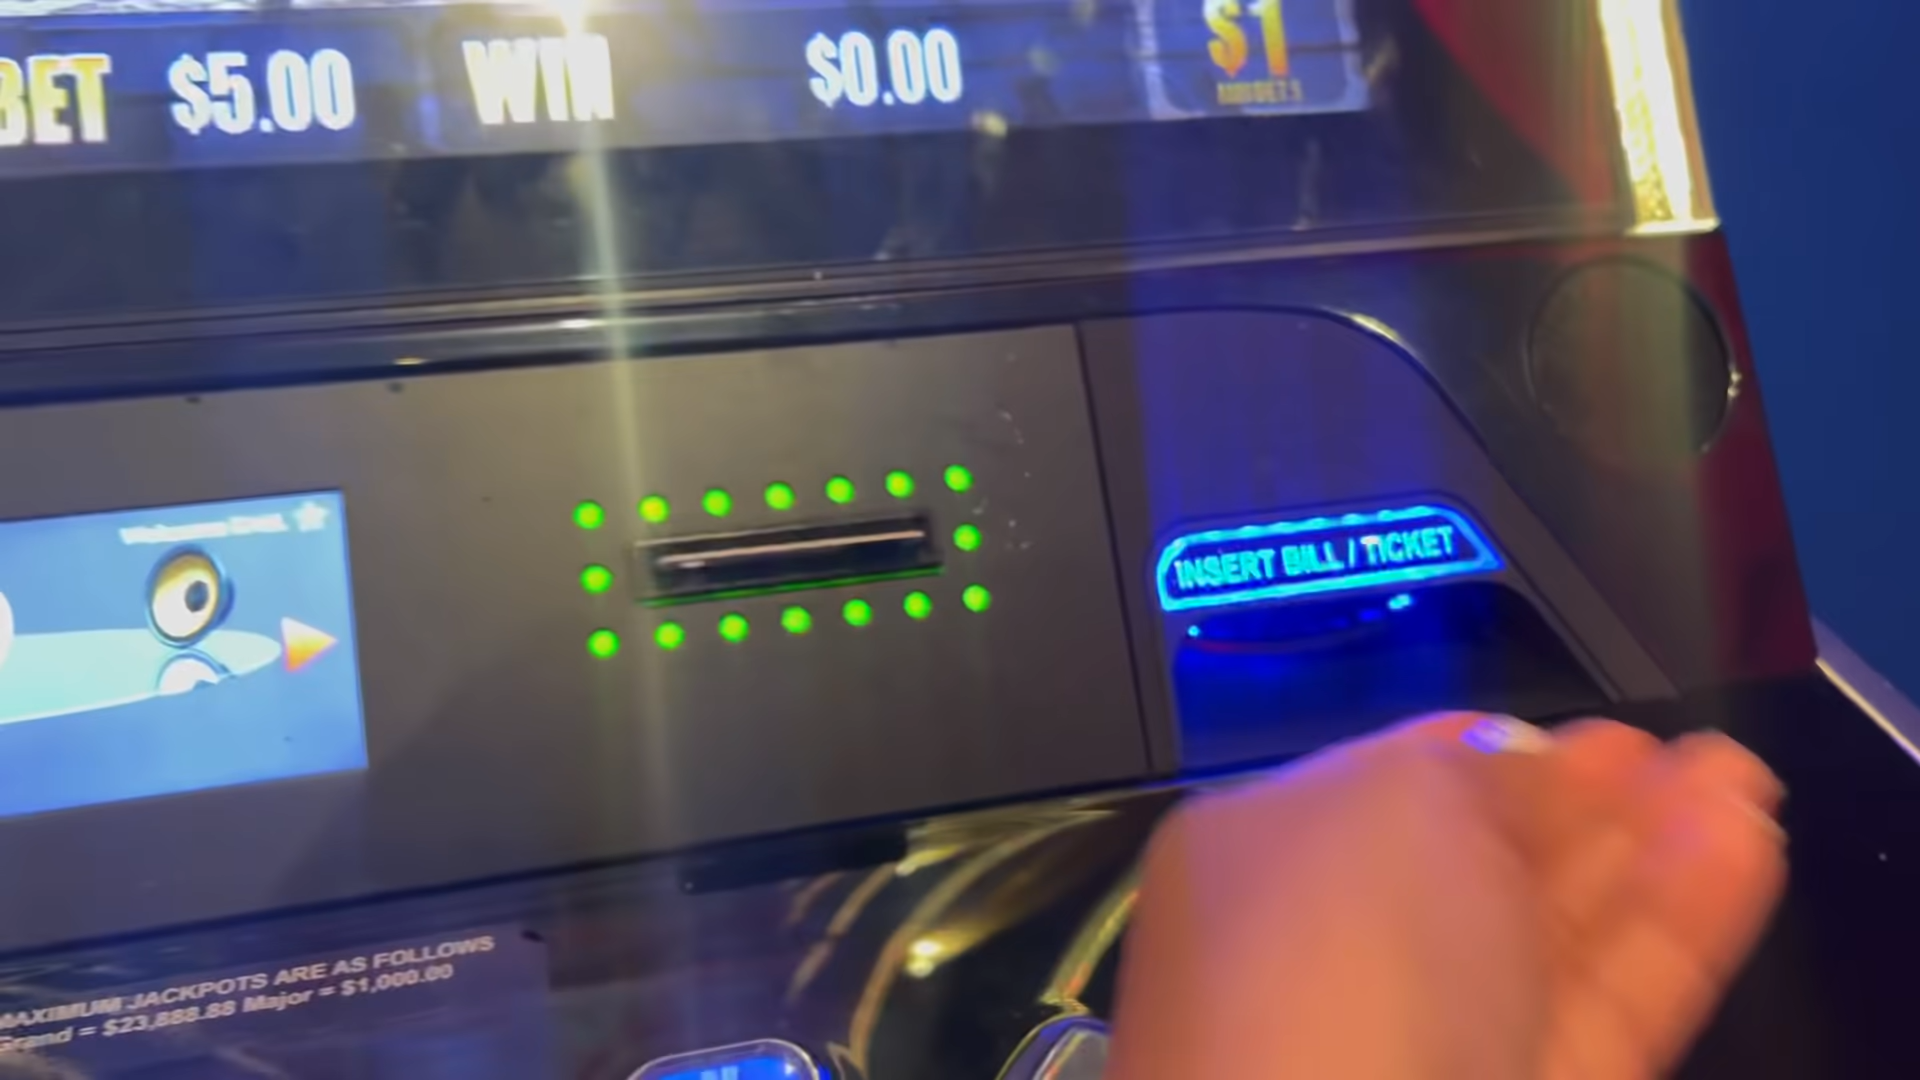 BET $5.00 WIN $0.00 $1
INSERT BILL / TICKET
MAXIMUM JACKPOTS ARE AS FOLLOWS
Grand = $23,888.88 Major = $1,000.00